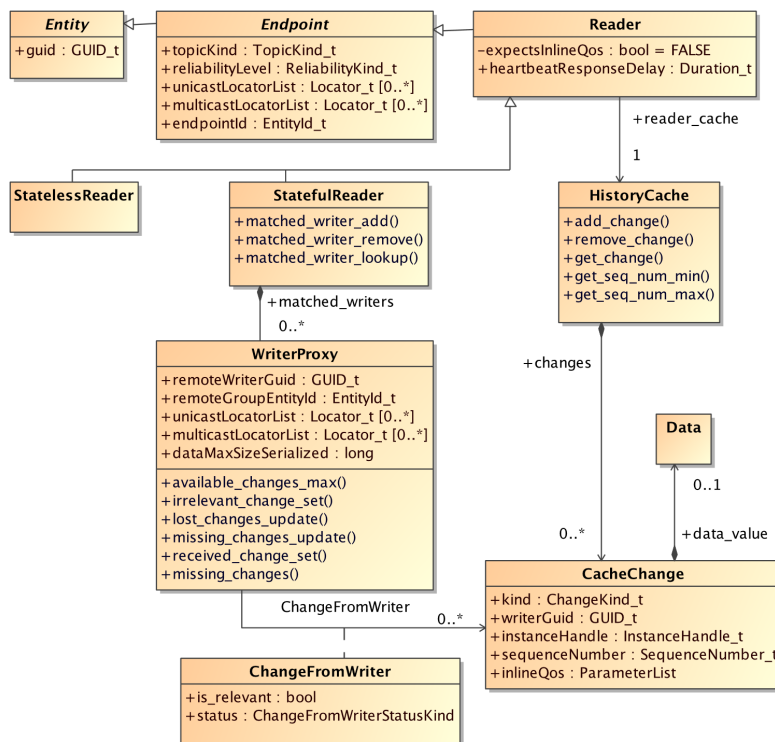 Entity
+guid : GUID_t
Endpoint
+topicKind : TopicKind_t
+reliabilityLevel : ReliabilityKind_t
+unicastLocatorList : Locator_t [0..*]
+multicastLocatorList : Locator_t [0..*]
+endpointId : EntityId_t
Reader
-expectsInlineQos : bool = FALSE
+heartbeatResponseDelay : Duration_t
+reader_cache
1
StatelessReader
StatefulReader
+matched_writer_add()
+matched_writer_remove()
+matched_writer_lookup()
HistoryCache
+add_change()
+remove_change()
+get_change()
+get_seq_num_min()
+get_seq_num_max()
+matched_writers
0..*
WriterProxy
+remoteWriterGuid : GUID_t
+remoteGroupEntityId : EntityId_t
+unicastLocatorList : Locator_t [0..*]
+multicastLocatorList : Locator_t [0..*]
+dataMaxSizeSerialized : long
+available_changes_max()
+irrelevant_change_set()
+lost_changes_update()
+missing_changes_update()
+received_change_set()
+missing_changes()
+changes
0..*
Data
0..1
+data_value
CacheChange
+kind : ChangeKind_t
+writerGuid : GUID_t
+instanceHandle : InstanceHandle_t
+sequenceNumber : SequenceNumber_t
+inlineQos : ParameterList
ChangeFromWriter
0..*
ChangeFromWriter
+is_relevant : bool
+status : ChangeFromWriterStatusKind